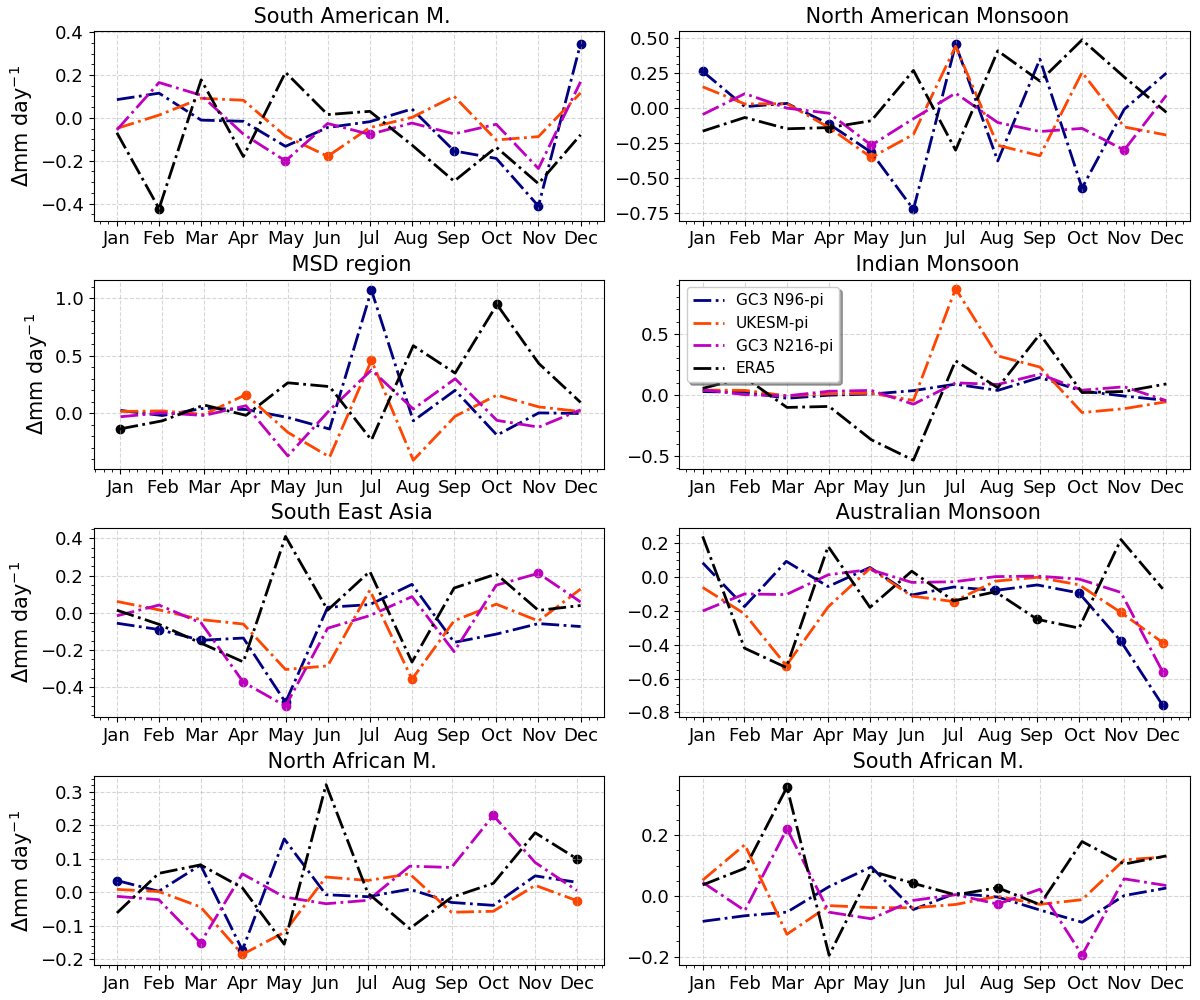 South American M.
North American Monsoon
Δmm day⁻¹
0.4
0.2
0.0
−0.2
−0.4
Jan Feb Mar Apr May Jun Jul Aug Sep Oct Nov Dec
0.50
0.25
0.00
−0.25
−0.50
−0.75
Jan Feb Mar Apr May Jun Jul Aug Sep Oct Nov Dec
MSD region
Indian Monsoon
Δmm day⁻¹
1.0
0.5
0.0
Jan Feb Mar Apr May Jun Jul Aug Sep Oct Nov Dec
0.5
0.0
−0.5
GC3 N96-pi
UKESM-pi
GC3 N216-pi
ERA5
Jan Feb Mar Apr May Jun Jul Aug Sep Oct Nov Dec
South East Asia
Australian Monsoon
Δmm day⁻¹
0.4
0.2
0.0
−0.2
−0.4
Jan Feb Mar Apr May Jun Jul Aug Sep Oct Nov Dec
0.2
0.0
−0.2
−0.4
−0.6
−0.8
Jan Feb Mar Apr May Jun Jul Aug Sep Oct Nov Dec
North African M.
South African M.
Δmm day⁻¹
0.3
0.2
0.1
0.0
−0.1
−0.2
Jan Feb Mar Apr May Jun Jul Aug Sep Oct Nov Dec
0.2
0.0
−0.2
Jan Feb Mar Apr May Jun Jul Aug Sep Oct Nov Dec